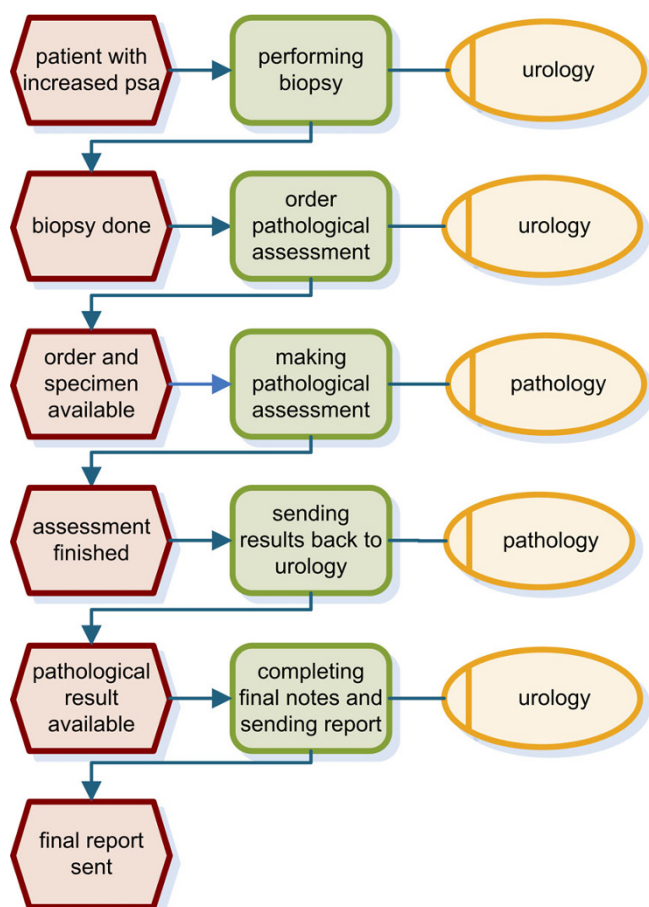 patient with
increased psa
performing
biopsy
urology
biopsy done
order
pathological
assessment
urology
order and
specimen
available
making
pathological
assessment
pathology
assessment
finished
sending
results back to
urology
pathology
pathological
result
available
completing
final notes and
sending report
urology
final report
sent